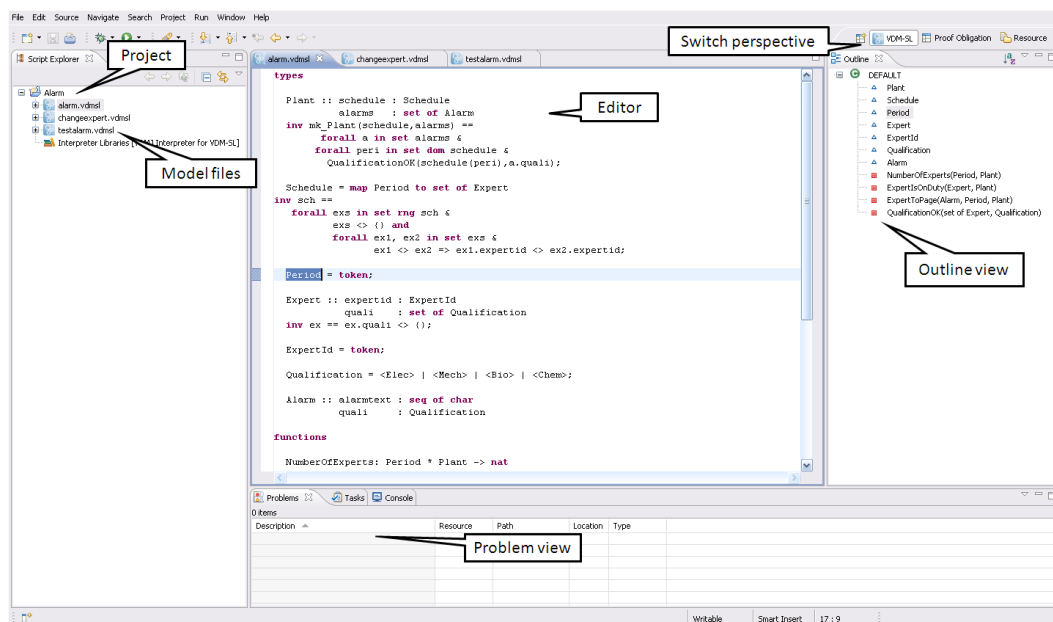 File Edit Source Navigate Search Project Run Window Help
Project
Switch perspective
VDM-SL Proof Obligation Resource
Script Explorer
alarm.vdmsl changeexpert.vdmsl testalarm.vdmsl
Outline
Alarm
alarm.vdmsl
changeexpert.vdmsl
testalarm.vdmsl
Interpreter Libraries Interpreter for VDM-SL]
Model files
types
Plant :: schedule : Schedule
alarms : set of Alarm
inv mk_Plant(schedule,alarms) ==
forall a in set alarms &
forall peri in set dom schedule &
QualificationOK(schedule(peri),a.quali);
Schedule = map Period to set of Expert
inv sch ==
forall exs in set rng sch &
exs <> {} and
forall ex1, ex2 in set exs &
ex1 <> ex2 => ex1.expertid <> ex2.expertid;
Period = token;
Expert :: expertid : ExpertId
quali : set of Qualification
inv ex == ex.quali <> {};
ExpertId = token;
Qualification = <Elec> | <Mech> | <Bio> | <Chem>;
Alarm :: alarmtext : seq of char
quali : Qualification
functions
NumberOfExperts: Period * Plant -> nat
Editor
DEFAULT
Plant
Schedule
Period
Expert
ExpertId
Qualification
Alarm
NumberOfExperts(Period, Plant)
ExpertIsOnDuty(Expert, Plant)
ExpertToPage(Alarm, Period, Plant)
QualificationOK(set of Expert, Qualification)
Outline view
Problems Tasks Console
0 items
Description Resource Path Location Type
Problem view
Writable Smart Insert 17 : 9